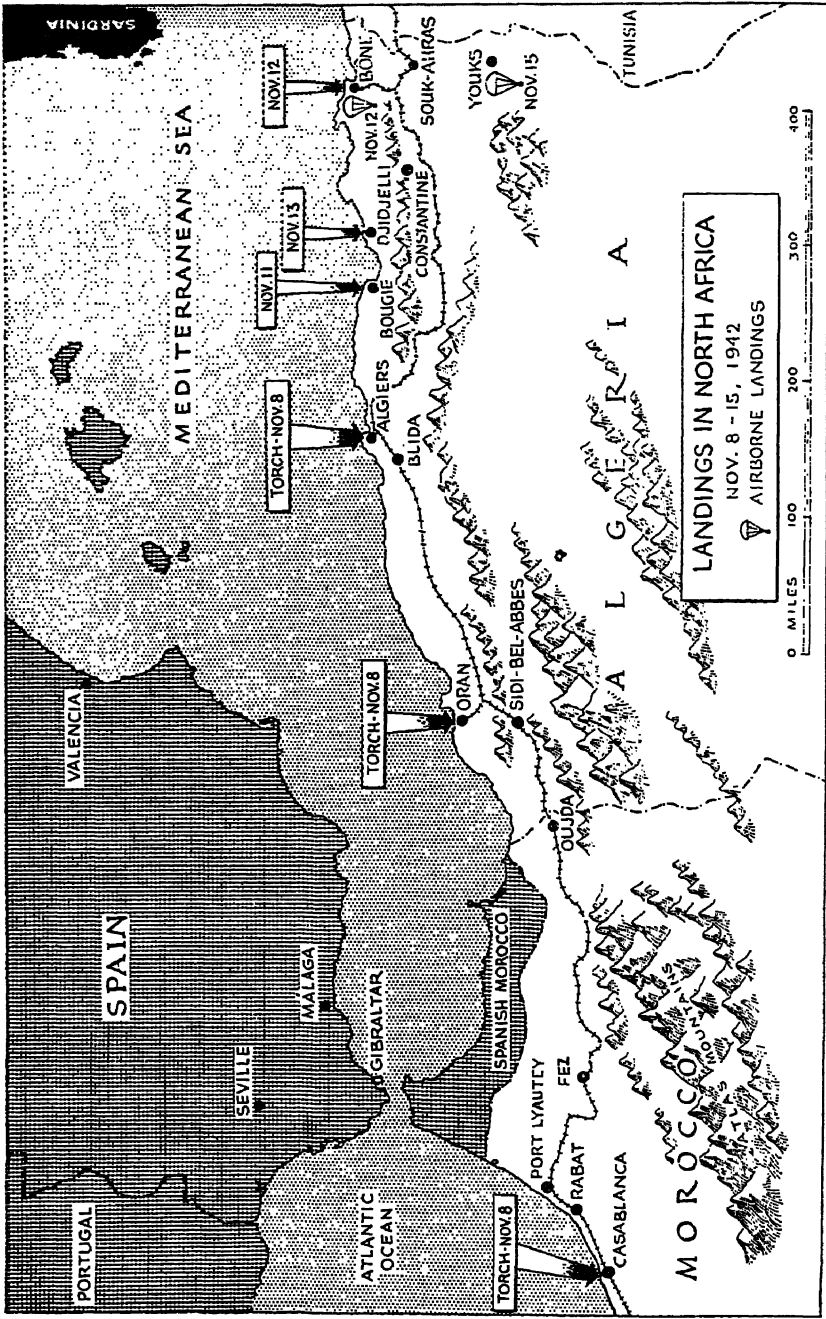 PORTUGAL
SPAIN
SEVILLE
MALAGA
VALENCIA
GIBRALTAR
ATLANTIC
OCEAN
MEDITERRANEAN SEA
SARDINIA
TORCH-NOV.8
TORCH-NOV.8
TORCH-NOV.8
NOV.11
NOV.13
NOV.12
SPANISH MOROCCO
PORT LYAUTEY
RABAT
CASABLANCA
FEZ
OUJDA
ORAN
SIDI-BEL-ABBES
ALGIERS
BLIDA
BOUGIE
DJIDJELLI
CONSTANTINE
NOV.12
BÔNE
SOUK-AHRAS
YOUKS
NOV.15
TUNISIA
MOROCCO
ATLAS MOUNTAINS
ALGERIA
LANDINGS IN NORTH AFRICA
NOV. 8 - 15, 1942
AIRBORNE LANDINGS
0 MILES 100 200 300 400